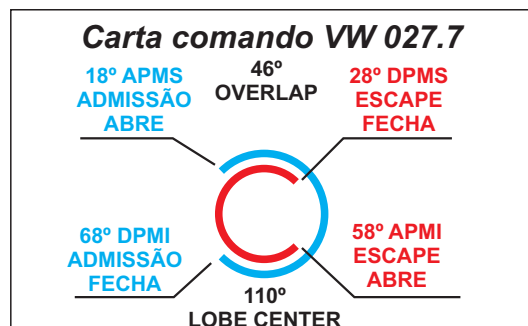 Carta comando VW 027.7
18º APMS
ADMISSÃO
ABRE
46º
OVERLAP
28º DPMS
ESCAPE
FECHA
68º DPMI
ADMISSÃO
FECHA
58º APMI
ESCAPE
ABRE
110º
LOBE CENTER